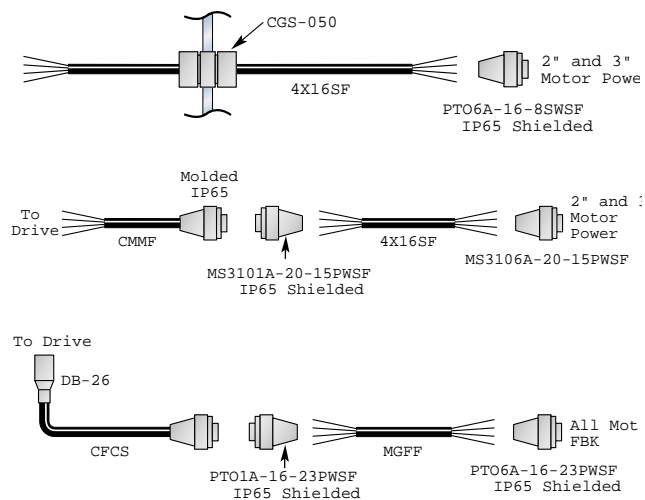 CGS-050
2" and 3"
Motor Power
4X16SF
PTO6A-16-8SWSF
IP65 Shielded
Molded
IP65
To
Drive
CMMF
MS3101A-20-15PWSF
IP65 Shielded
4X16SF
2" and 3
Motor
Power
MS3106A-20-15PWSF
To Drive
DB-26
CFCS
PTO1A-16-23PWSF
IP65 Shielded
MGFF
All Mot
FBK
PTO6A-16-23PWSF
IP65 Shielded